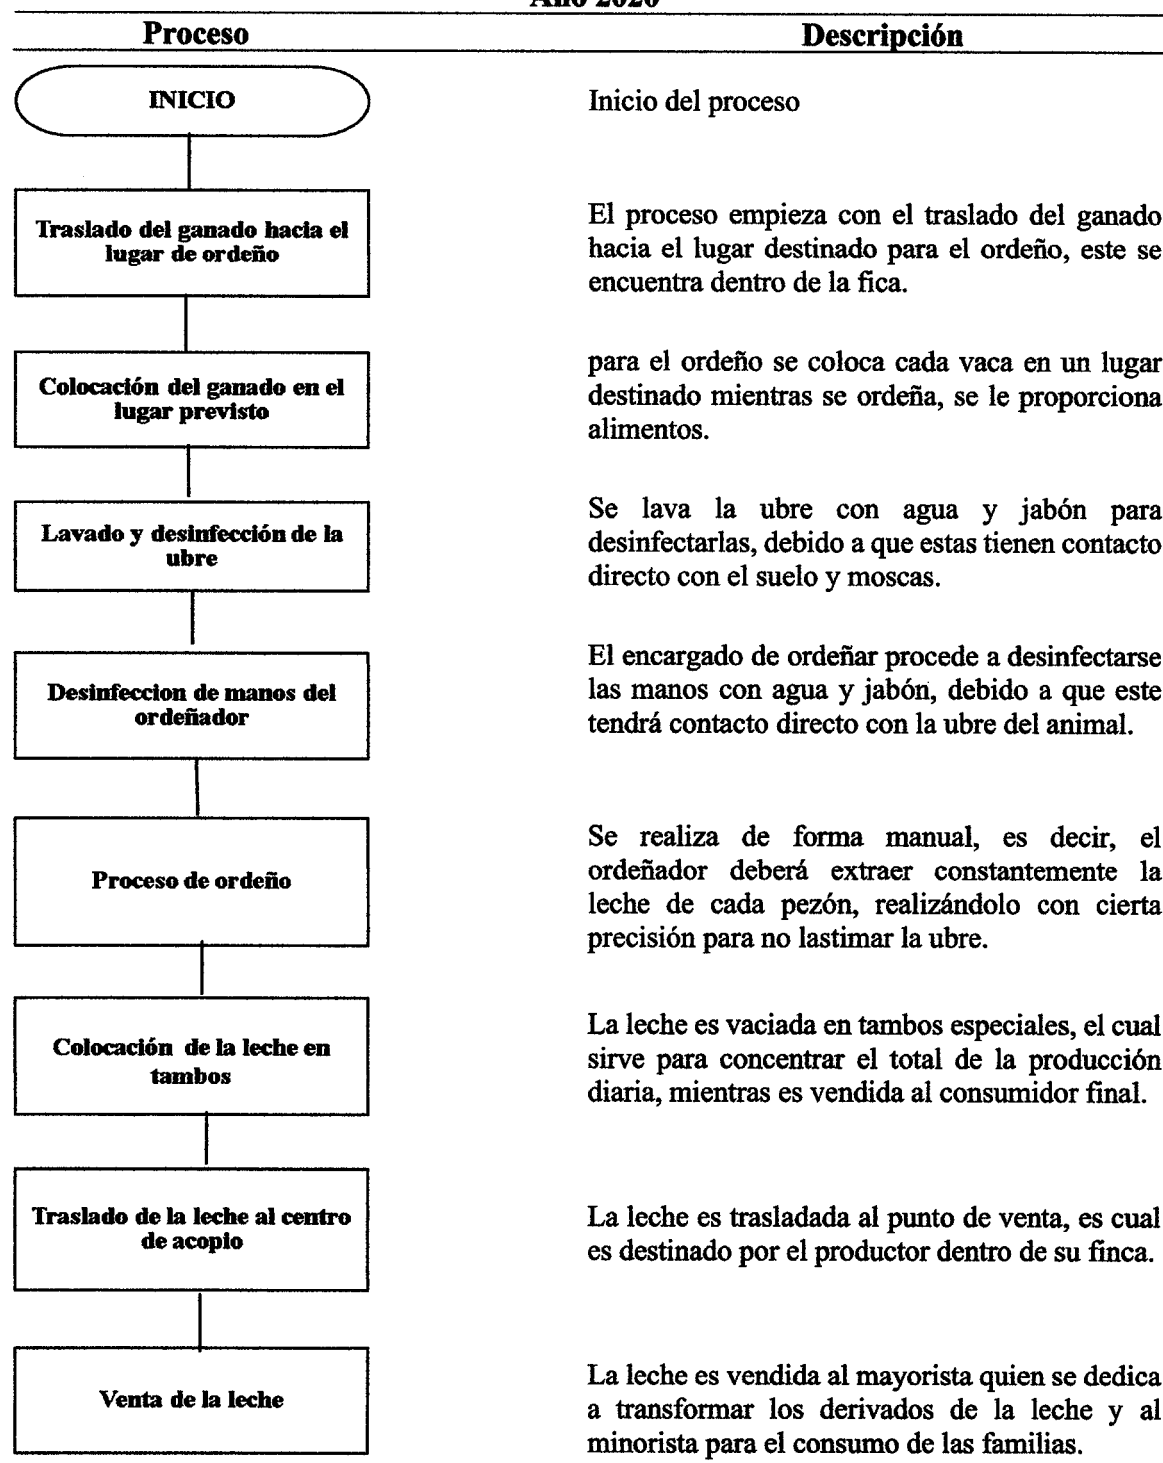 Año 2020
Proceso
Descripción
INICIO
Inicio del proceso
Traslado del ganado hacia el
lugar de ordeño
El proceso empieza con el traslado del ganado
hacia el lugar destinado para el ordeño, este se
encuentra dentro de la fica.
Colocación del ganado en el
lugar previsto
para el ordeño se coloca cada vaca en un lugar
destinado mientras se ordeña, se le proporciona
alimentos.
Lavado y desinfección de la
ubre
Se lava la ubre con agua y jabón para
desinfectarlas, debido a que estas tienen contacto
directo con el suelo y moscas.
Desinfeccion de manos del
ordeñador
El encargado de ordeñar procede a desinfectarse
las manos con agua y jabón, debido a que este
tendrá contacto directo con la ubre del animal.
Proceso de ordeño
Se realiza de forma manual, es decir, el
ordeñador deberá extraer constantemente la
leche de cada pezón, realizándolo con cierta
precisión para no lastimar la ubre.
Colocación de la leche en
tambos
La leche es vaciada en tambos especiales, el cual
sirve para concentrar el total de la producción
diaria, mientras es vendida al consumidor final.
Traslado de la leche al centro
de acopio
La leche es trasladada al punto de venta, es cual
es destinado por el productor dentro de su finca.
Venta de la leche
La leche es vendida al mayorista quien se dedica
a transformar los derivados de la leche y al
minorista para el consumo de las familias.